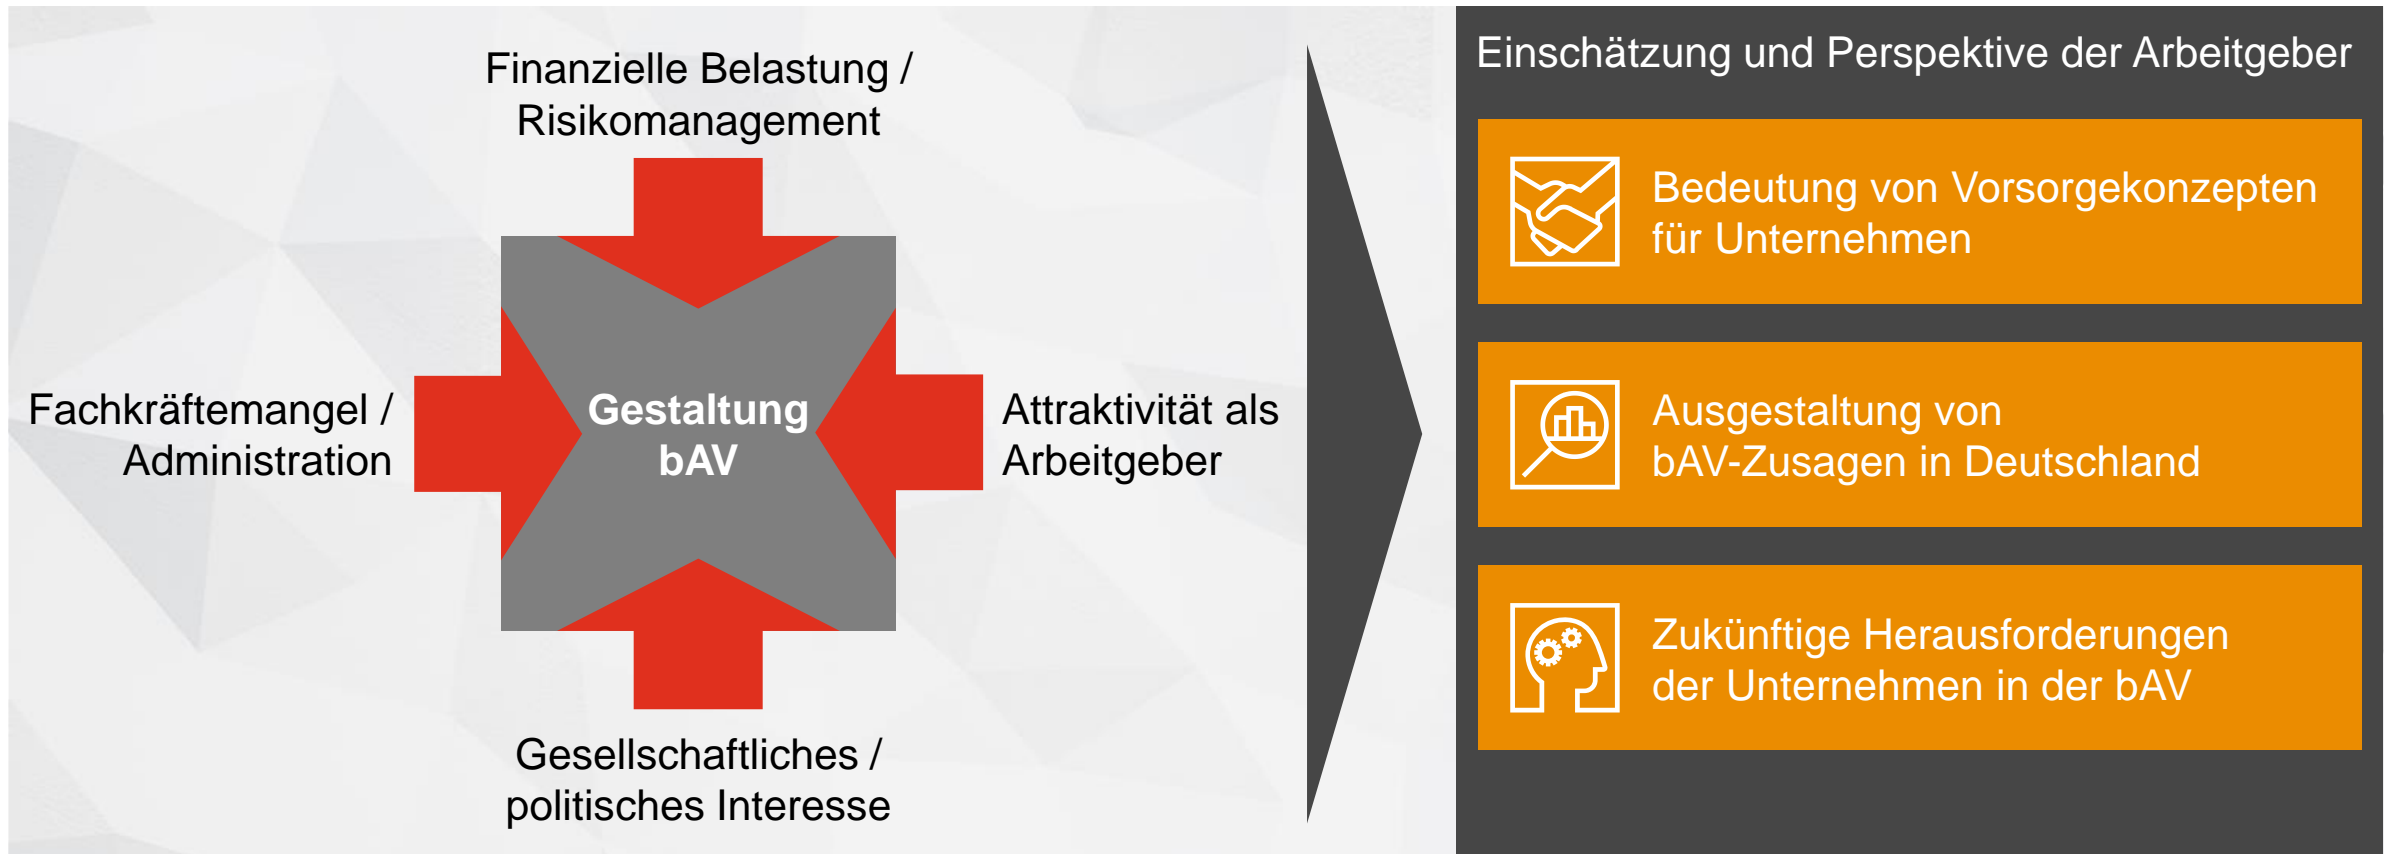 Finanzielle Belastung /
Risikomanagement
Fachkräftemangel /
Administration
Gestaltung
bAV
Attraktivität als
Arbeitgeber
Gesellschaftliches /
politisches Interesse
Einschätzung und Perspektive der Arbeitgeber
Bedeutung von Vorsorgekonzepten
für Unternehmen
Ausgestaltung von
bAV-Zusagen in Deutschland
Zukünftige Herausforderungen
der Unternehmen in der bAV